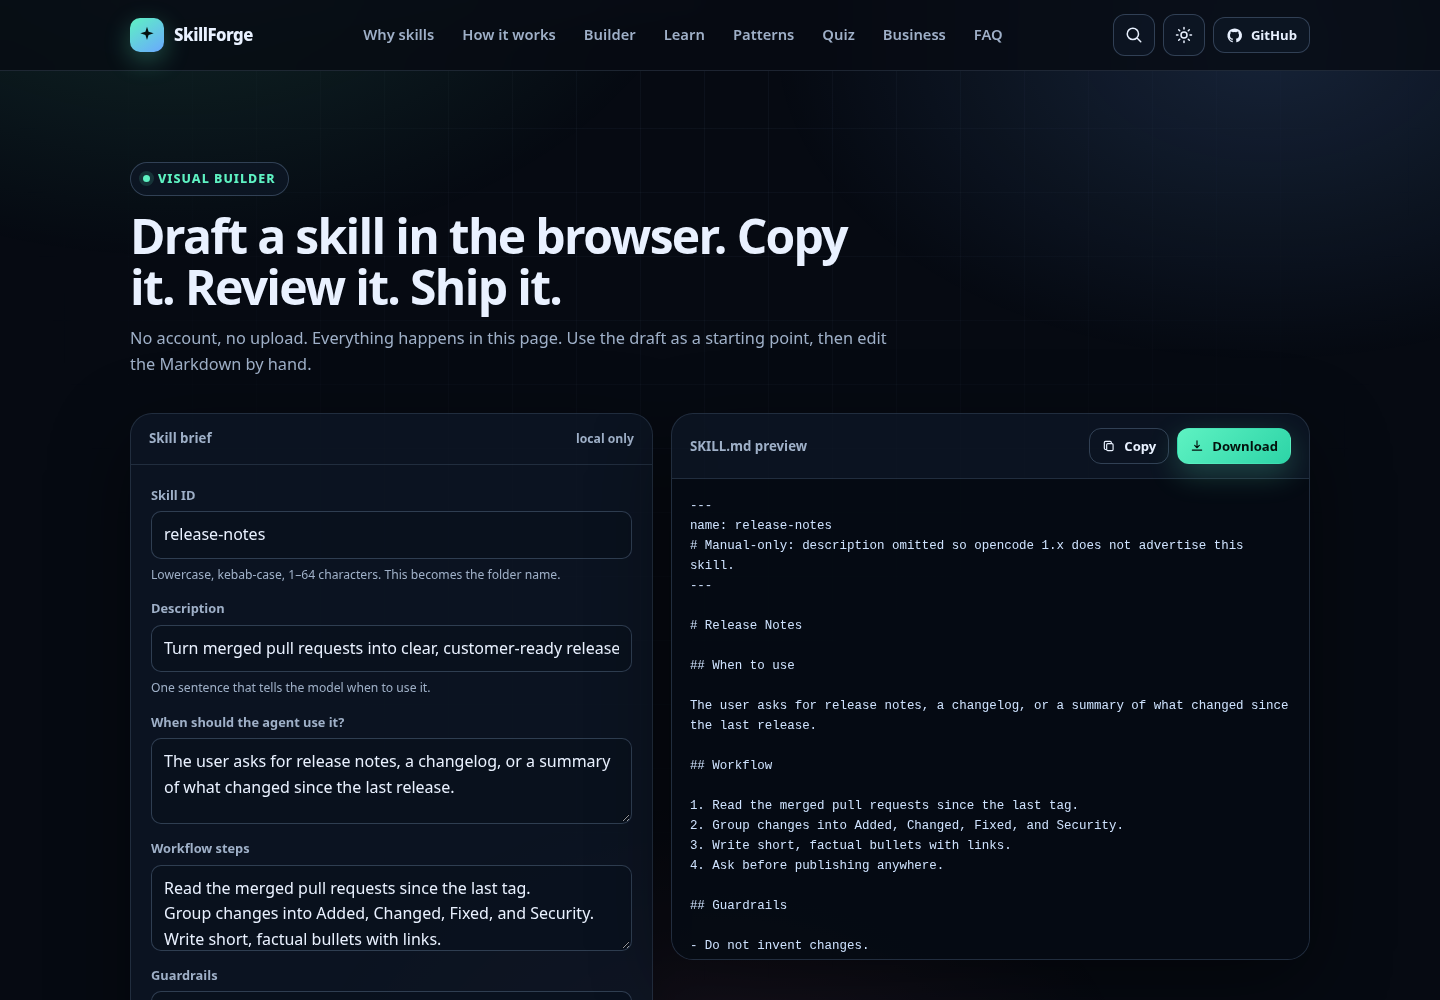 SkillForge
Why skills
How it works
Builder
Learn
Patterns
Quiz
Business
FAQ
GitHub
VISUAL BUILDER
Draft a skill in the browser. Copy
it. Review it. Ship it.
No account, no upload. Everything happens in this page. Use the draft as a starting point, then edit
the Markdown by hand.
Skill brief
local only
Skill ID
release-notes
Lowercase, kebab-case, 1–64 characters. This becomes the folder name.
Description
Turn merged pull requests into clear, customer-ready release
One sentence that tells the model when to use it.
When should the agent use it?
The user asks for release notes, a changelog, or a summary
of what changed since the last release.
Workflow steps
Read the merged pull requests since the last tag.
Group changes into Added, Changed, Fixed, and Security.
Write short, factual bullets with links.
Guardrails
SKILL.md preview
Copy
Download
---
name: release-notes
# Manual-only: description omitted so opencode 1.x does not advertise this
skill.
---
# Release Notes
## When to use
The user asks for release notes, a changelog, or a summary of what changed since
the last release.
## Workflow
1. Read the merged pull requests since the last tag.
2. Group changes into Added, Changed, Fixed, and Security.
3. Write short, factual bullets with links.
4. Ask before publishing anywhere.
## Guardrails
- Do not invent changes.